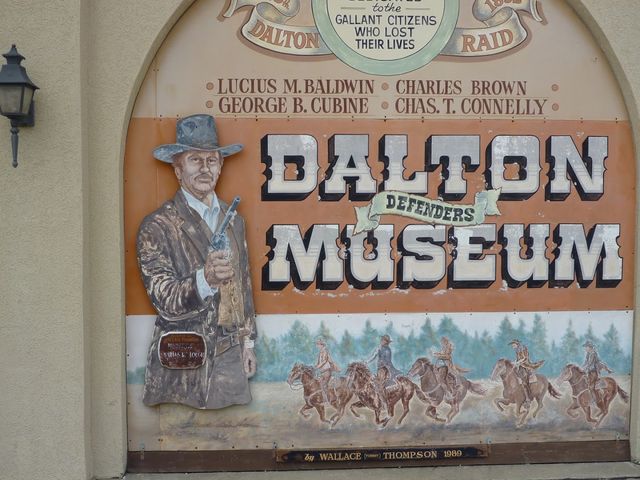 to the
GALLANT CITIZENS
WHO LOST
THEIR LIVES
DALTON
RAID
LUCIUS M. BALDWIN • CHARLES BROWN
GEORGE B. CUBINE • CHAS. T. CONNELLY
DALTON
DEFENDERS
MUSEUM
by WALLACE THOMPSON 1989